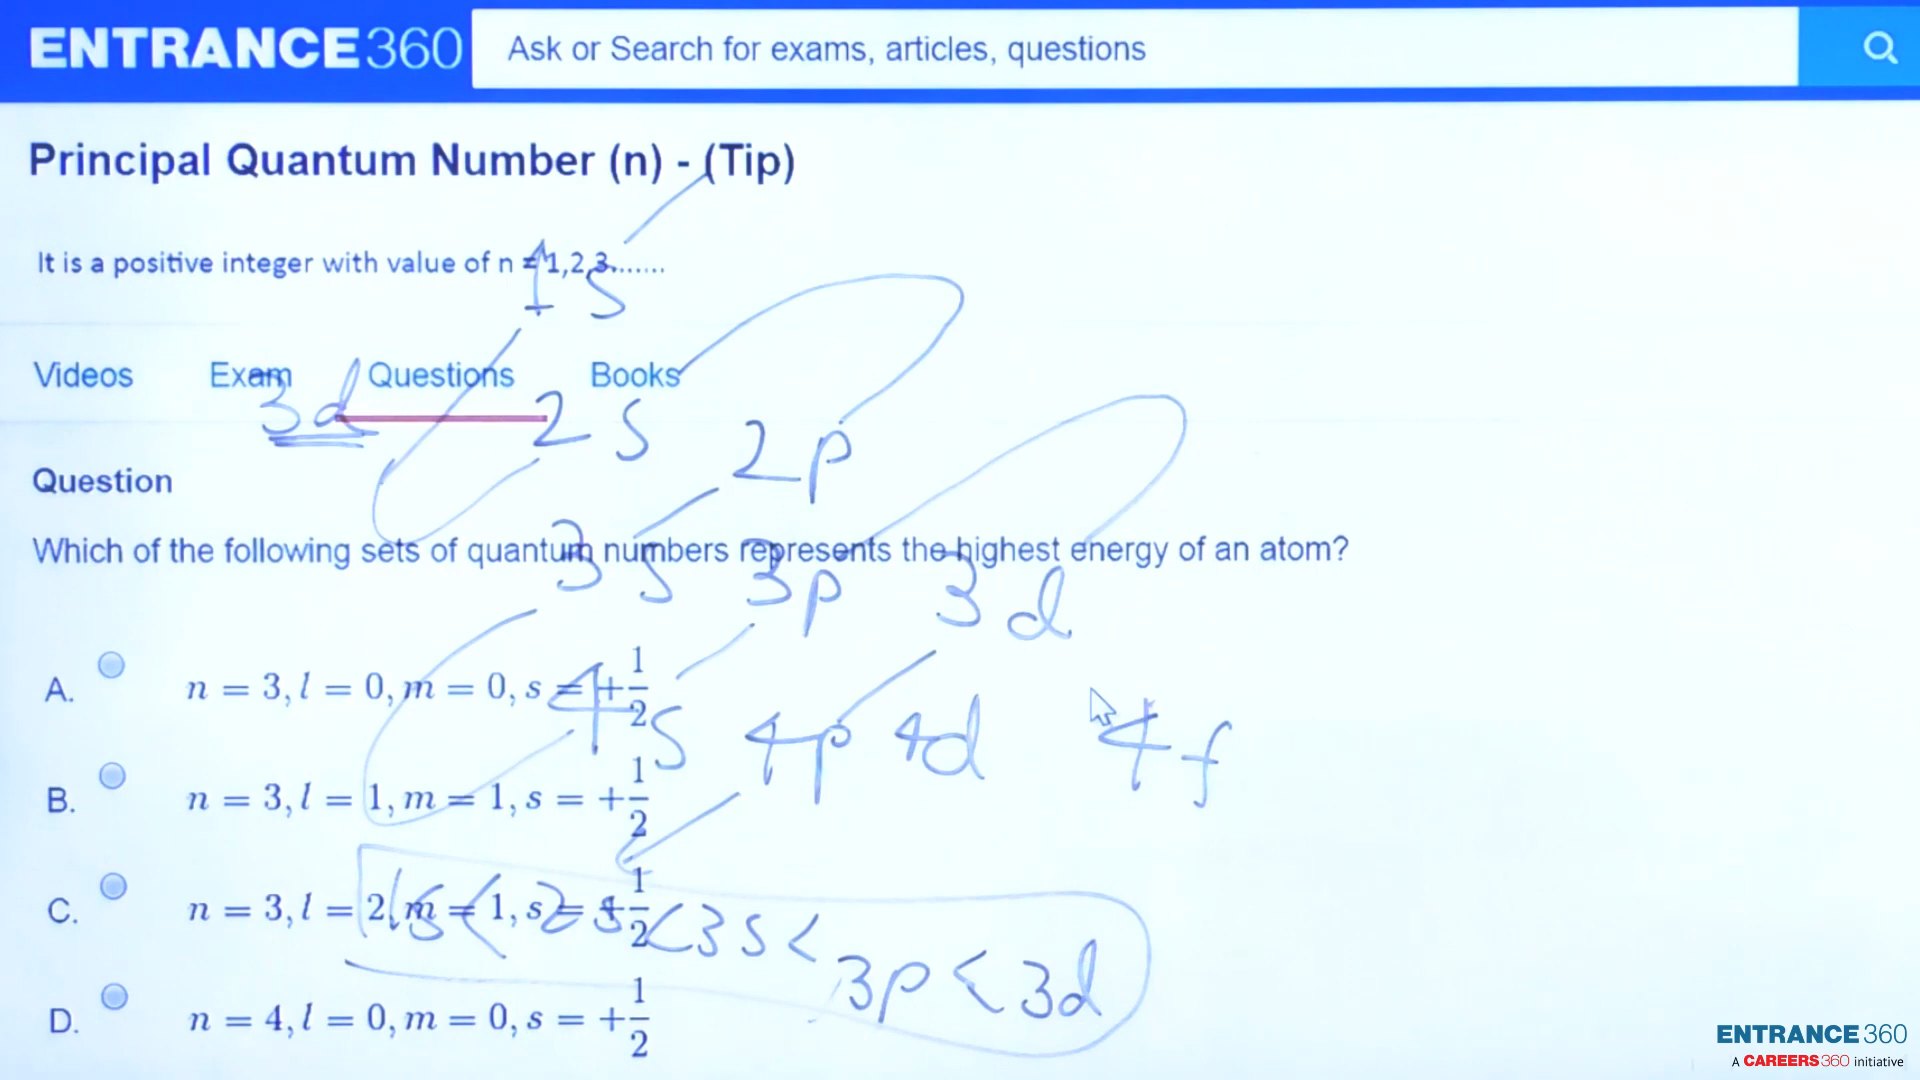 ENTRANCE360
Ask or Search for exams, articles, questions
Principal Quantum Number (n) - (Tip)
It is a positive integer with value of n = 1,2,3.......
1s
Videos Exam Questions Books
3d
2s 2p
Question
Which of the following sets of quantum numbers represents the highest energy of an atom?
3s 3p 3d
A. n = 3, l = 0, m = 0, s = +1/2
4s 4p 4d 4f
B. n = 3, l = 1, m = 1, s = +1/2
C. n = 3, l = 2, m = 1, s = +1/2
1s < 2s < 3s <
3p < 3d
D. n = 4, l = 0, m = 0, s = +1/2
ENTRANCE360
A CAREERS360 initiative